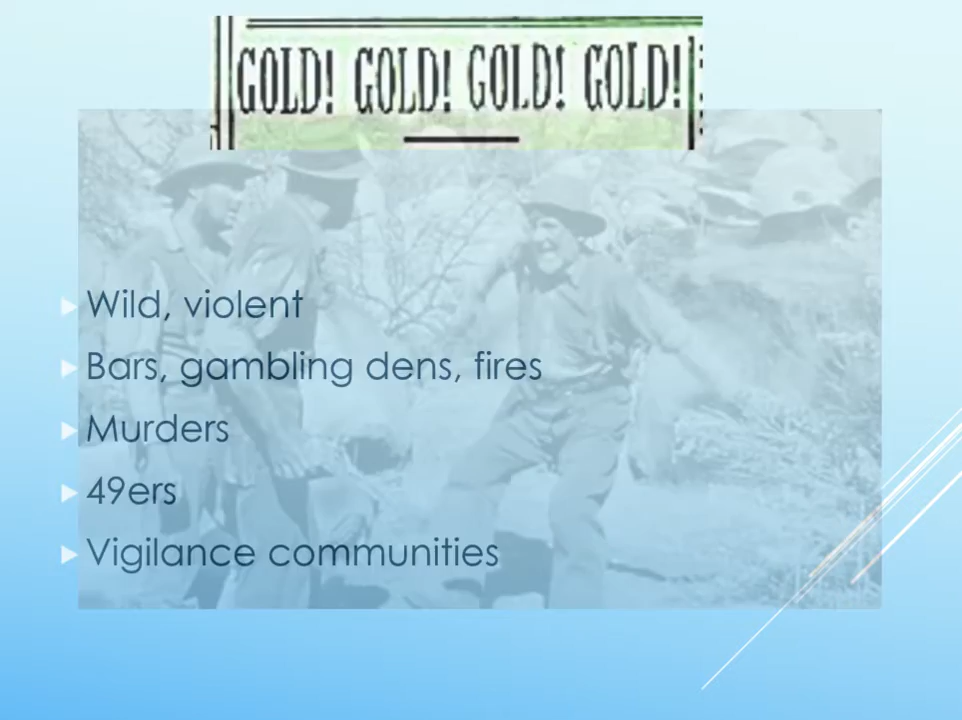 GOLD! GOLD! GOLD! GOLD!
Wild, violent
Bars, gambling dens, fires
Murders
49ers
Vigilance communities